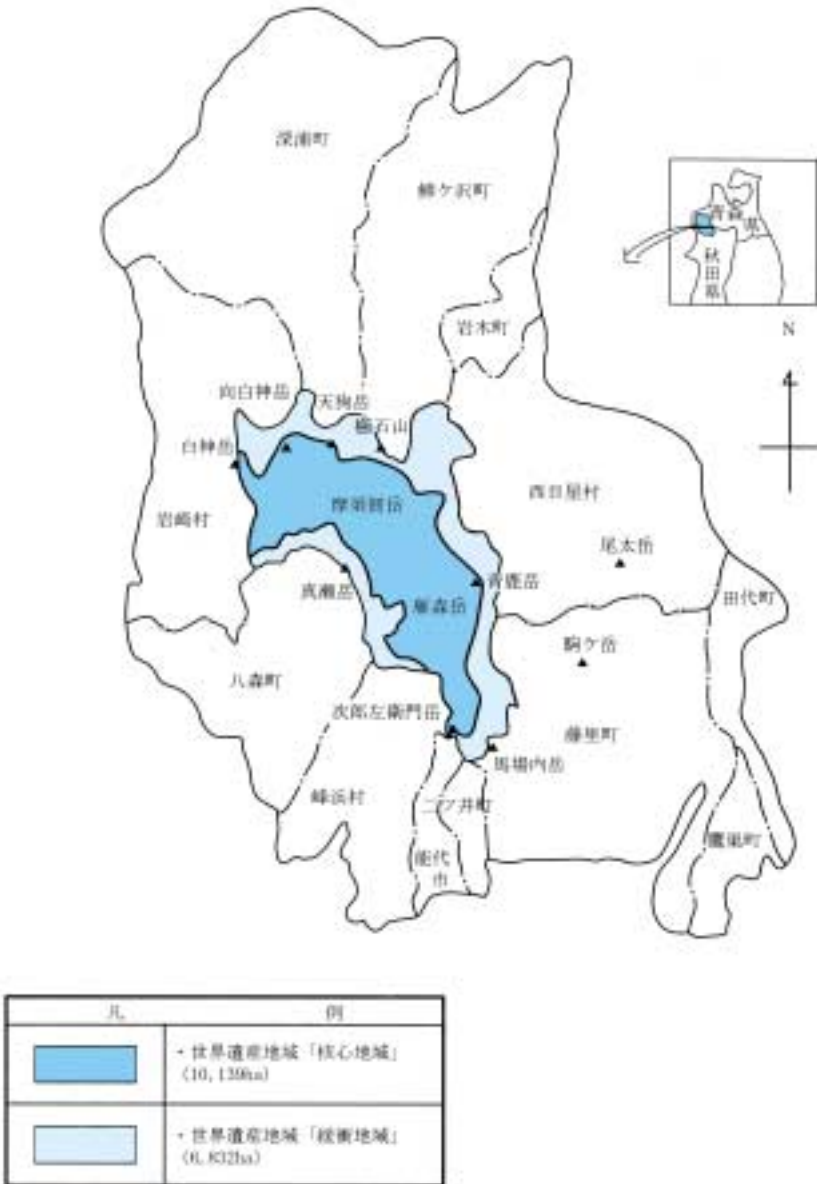 深浦町
鰺ケ沢町
青森県
秋田県
岩木町
N
向白神岳
天狗岳
櫛石山
白神岳
岩崎村
摩須賀岳
西目屋村
尾太岳
真瀬岳
雁森岳
青鹿岳
田代町
八森町
駒ケ岳
次郎左衛門岳
藤里町
馬場内岳
峰浜村
二ツ井町
能代市
鷹巣町
凡 例
・世界遺産地域「核心地域」
(10,139ha)
・世界遺産地域「緩衝地域」
(6,832ha)